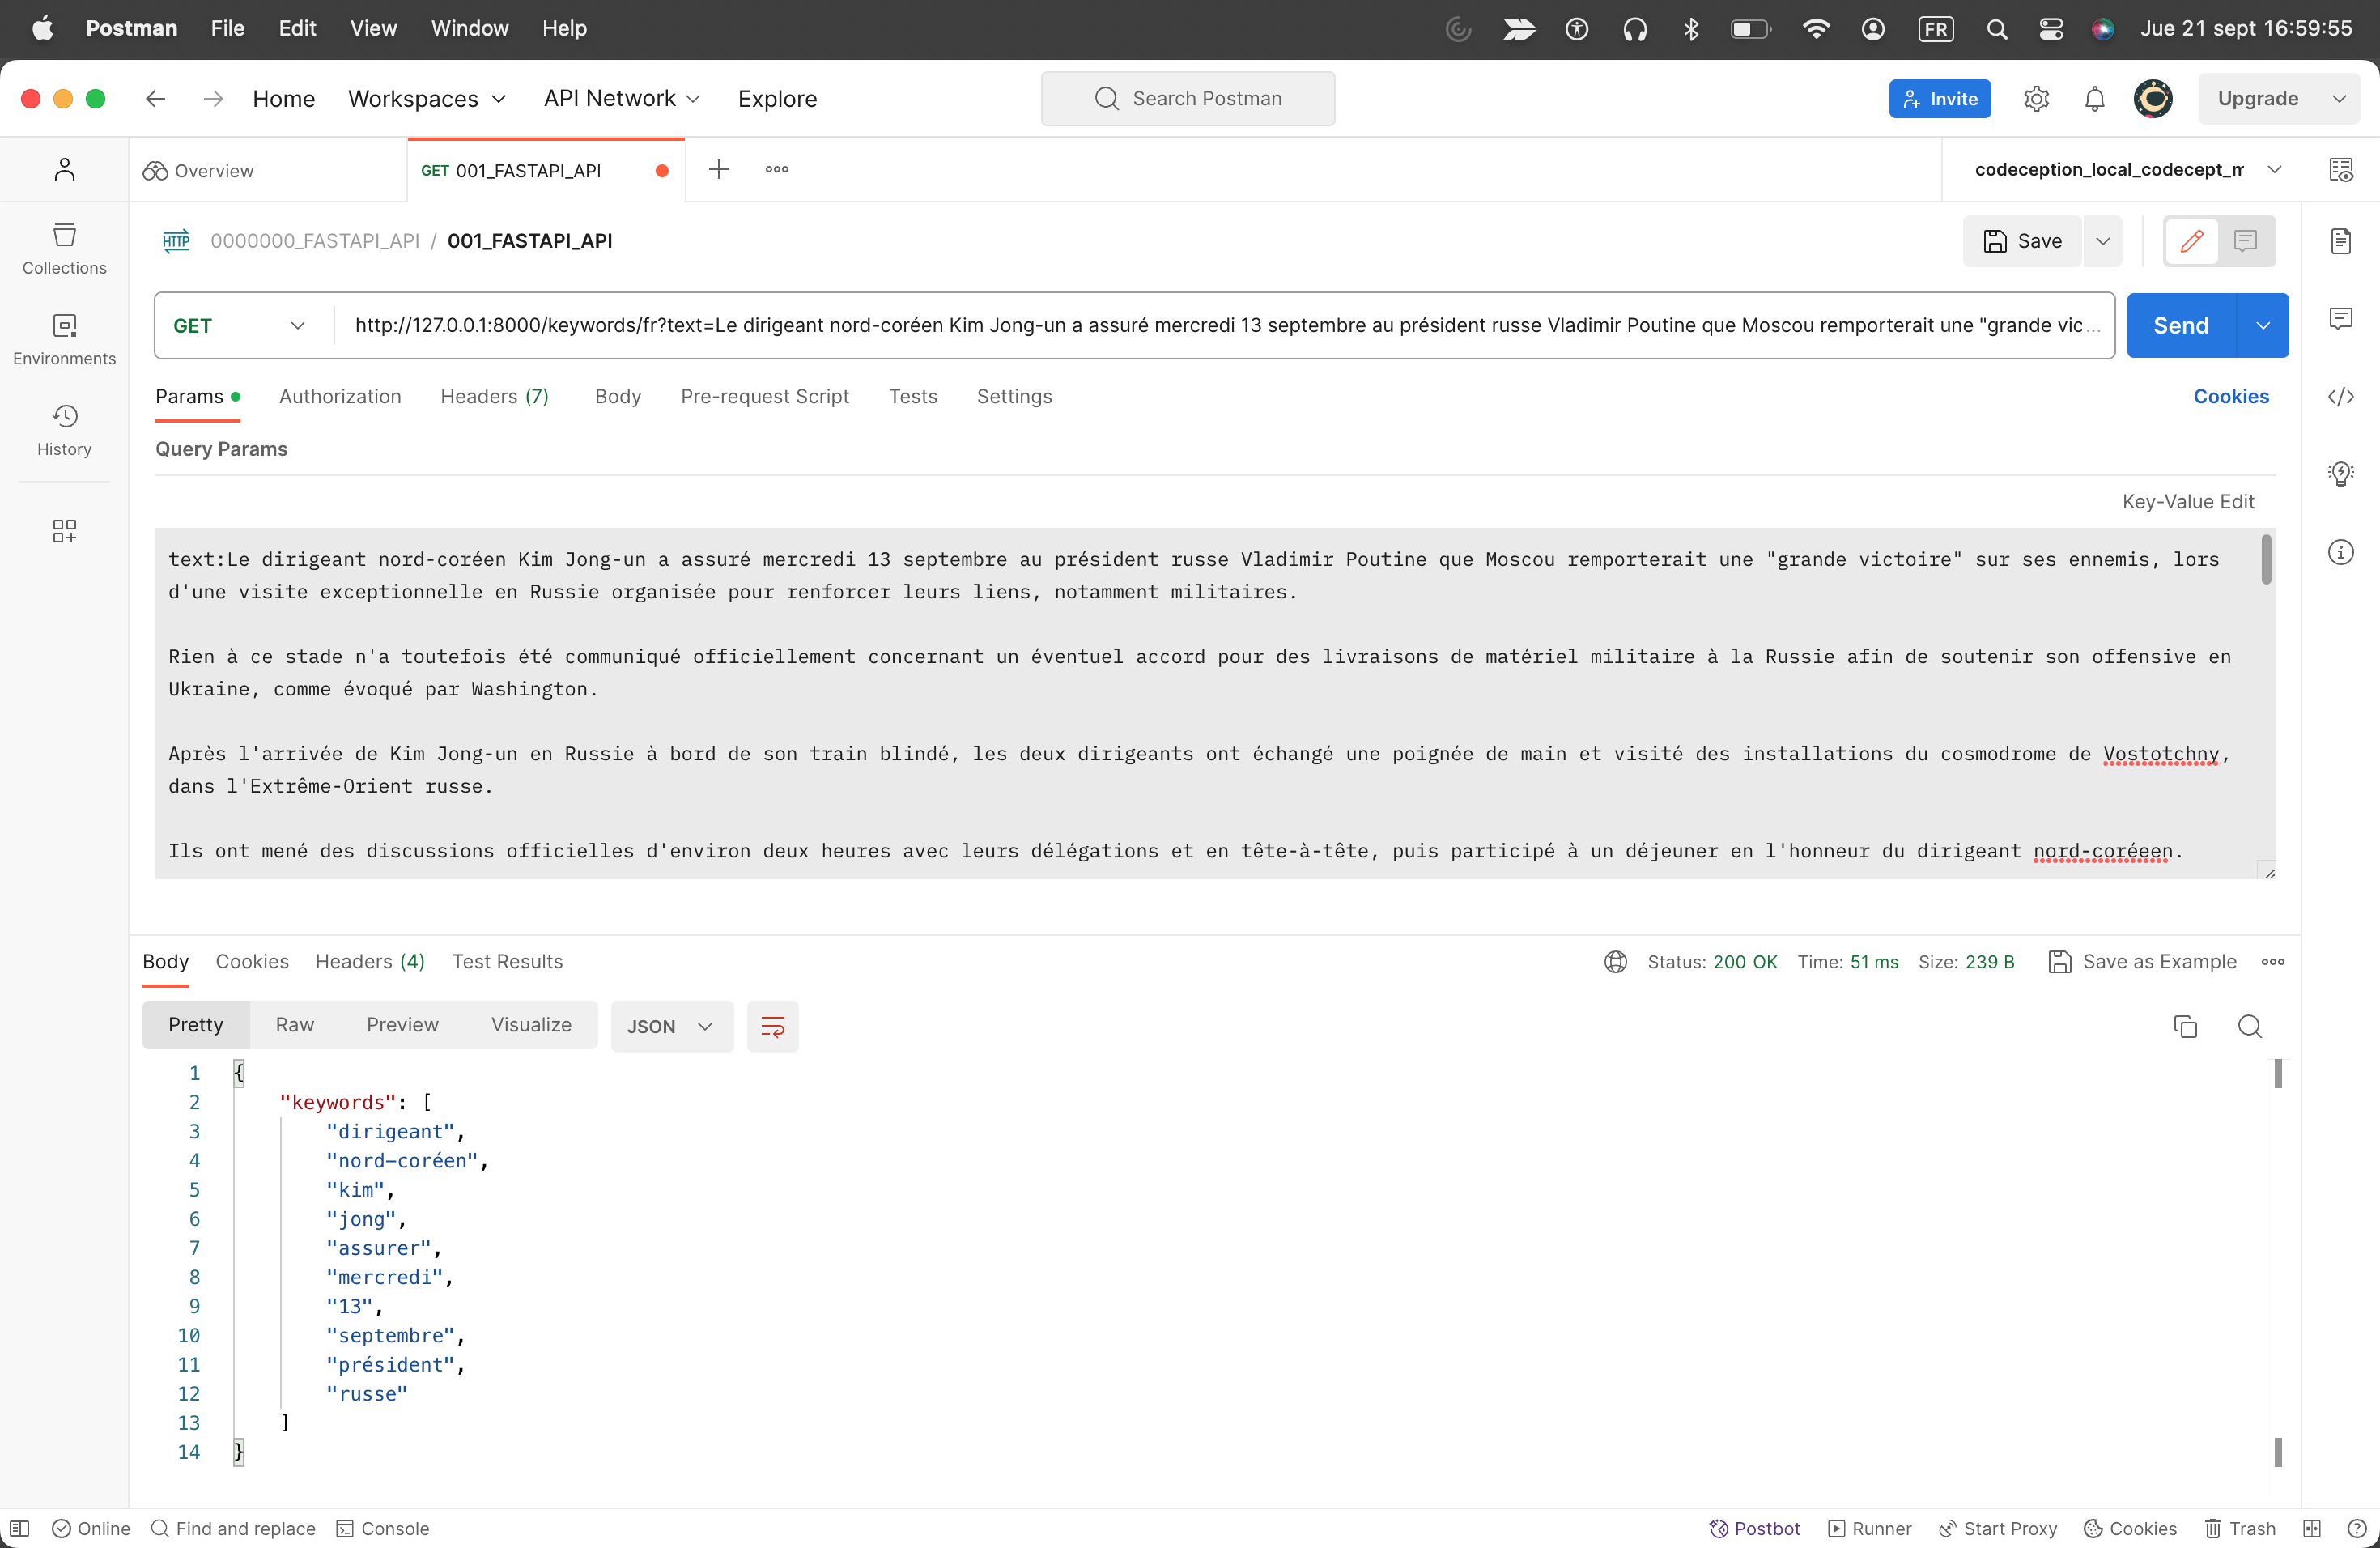 Postman File Edit View Window Help FR Jue 21 sept 16:59:55
Home Workspaces API Network Explore Search Postman Invite Upgrade
Overview GET 001_FASTAPI_API codeception_local_codecept_m
HTTP 0000000_FASTAPI_API / 001_FASTAPI_API Save
Collections
Environments
History
GET http://127.0.0.1:8000/keywords/fr?text=Le dirigeant nord-coréen Kim Jong-un a assuré mercredi 13 septembre au président russe Vladimir Poutine que Moscou remporterait une "grande vic... Send
Params Authorization Headers (7) Body Pre-request Script Tests Settings Cookies
Query Params
Key-Value Edit
text:Le dirigeant nord-coréen Kim Jong-un a assuré mercredi 13 septembre au président russe Vladimir Poutine que Moscou remporterait une "grande victoire" sur ses ennemis, lors
d'une visite exceptionnelle en Russie organisée pour renforcer leurs liens, notamment militaires.
Rien à ce stade n'a toutefois été communiqué officiellement concernant un éventuel accord pour des livraisons de matériel militaire à la Russie afin de soutenir son offensive en
Ukraine, comme évoqué par Washington.
Après l'arrivée de Kim Jong-un en Russie à bord de son train blindé, les deux dirigeants ont échangé une poignée de main et visité des installations du cosmodrome de Vostotchny,
dans l'Extrême-Orient russe.
Ils ont mené des discussions officielles d'environ deux heures avec leurs délégations et en tête-à-tête, puis participé à un déjeuner en l'honneur du dirigeant nord-coréeen.
Body Cookies Headers (4) Test Results Status: 200 OK Time: 51 ms Size: 239 B Save as Example
Pretty Raw Preview Visualize JSON
1 {
2 "keywords": [
3 "dirigeant",
4 "nord-coréen",
5 "kim",
6 "jong",
7 "assurer",
8 "mercredi",
9 "13",
10 "septembre",
11 "président",
12 "russe"
13 ]
14 }
Online Find and replace Console Postbot Runner Start Proxy Cookies Trash